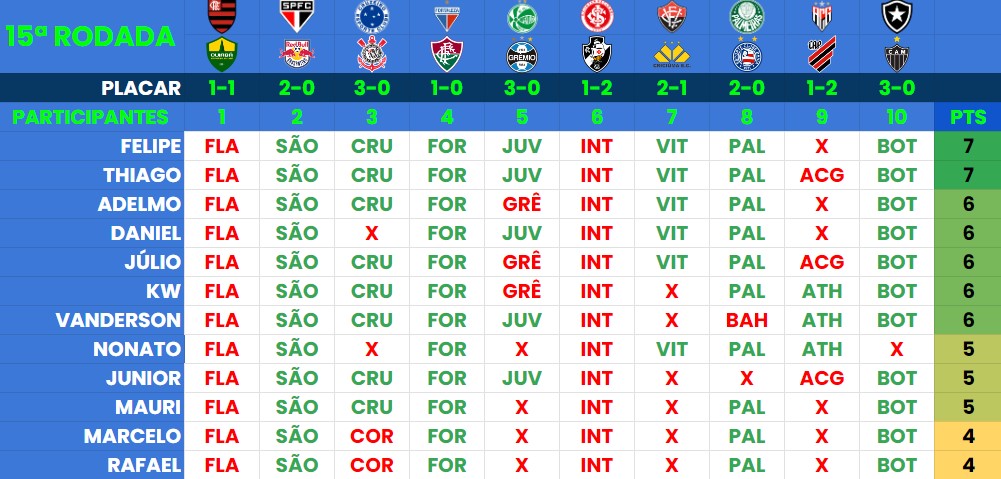 15ª RODADA
PLACAR 1-1 2-0 3-0 1-0 3-0 1-2 2-1 2-0 1-2 3-0
PARTICIPANTES 1 2 3 4 5 6 7 8 9 10 PTS
FELIPE FLA SÃO CRU FOR JUV INT VIT PAL X BOT 7
THIAGO FLA SÃO CRU FOR JUV INT VIT PAL ACG BOT 7
ADELMO FLA SÃO CRU FOR GRÊ INT VIT PAL X BOT 6
DANIEL FLA SÃO X FOR JUV INT VIT PAL X BOT 6
JÚLIO FLA SÃO CRU FOR GRÊ INT VIT PAL ACG BOT 6
KW FLA SÃO CRU FOR GRÊ INT X PAL ATH BOT 6
VANDERSON FLA SÃO CRU FOR JUV INT X BAH ATH BOT 6
NONATO FLA SÃO X FOR X INT VIT PAL ATH X 5
JUNIOR FLA SÃO CRU FOR JUV INT X X ACG BOT 5
MAURI FLA SÃO CRU FOR X INT X PAL X BOT 5
MARCELO FLA SÃO COR FOR X INT X PAL X BOT 4
RAFAEL FLA SÃO COR FOR X INT X PAL X BOT 4